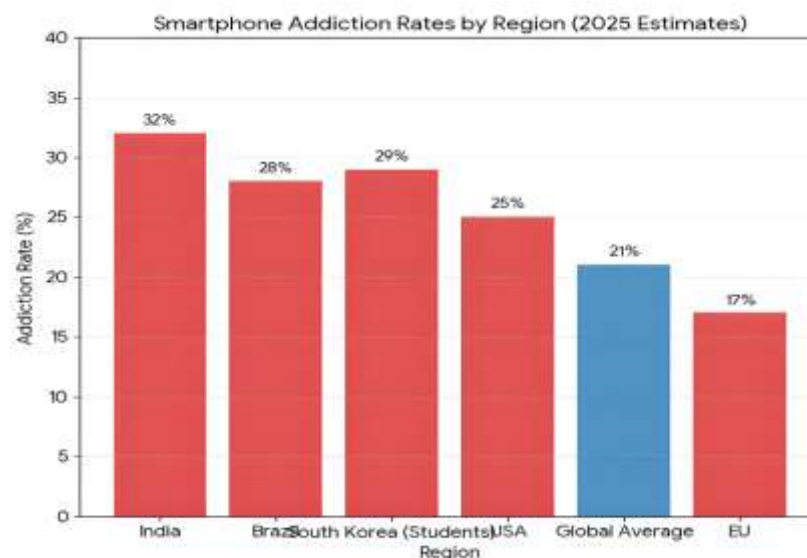 Smartphone Addiction Rates by Region (2025 Estimates)
Addiction Rate (%)
40
35
30
25
20
15
10
5
0
32%
28%
29%
25%
21%
17%
India
Brazil
South Korea (Students)
USA
Global Average
EU
Region